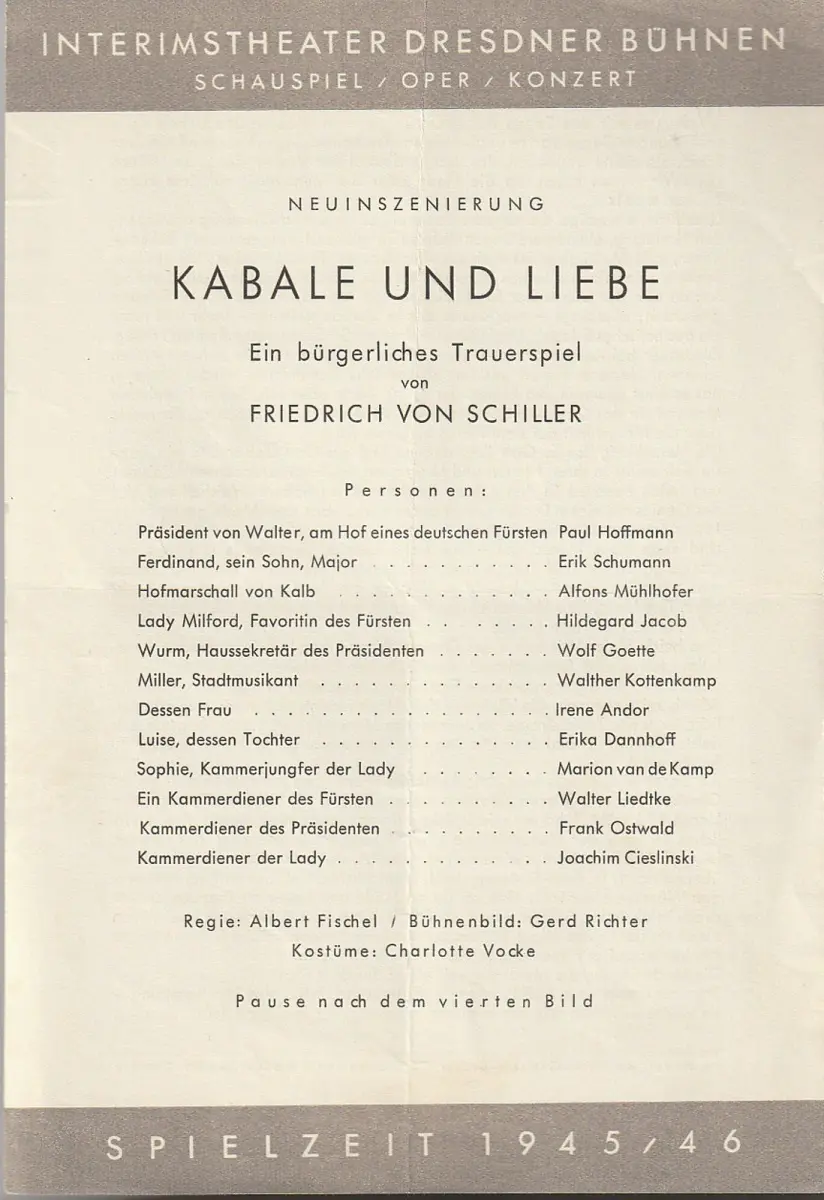 INTERIMSTHEATER DRESDNER BÜHNEN
SCHAUSPIEL / OPER / KONZERT
NEUINSZENIERUNG
KABALE UND LIEBE
Ein bürgerliches Trauerspiel
von
FRIEDRICH VON SCHILLER
Personen:
Präsident von Walter, am Hof eines deutschen Fürsten Paul Hoffmann
Ferdinand, sein Sohn, Major . . . . . . . . . . . Erik Schumann
Hofmarschall von Kalb . . . . . . . . . . . . . Alfons Mühlhofer
Lady Milford, Favoritin des Fürsten . . . . . . . Hildegard Jacob
Wurm, Haussekretär des Präsidenten . . . . . . . Wolf Goette
Miller, Stadtmusikant . . . . . . . . . . . . . . Walther Kottenkamp
Dessen Frau . . . . . . . . . . . . . . . . . . Irene Andor
Luise, dessen Tochter . . . . . . . . . . . . . . Erika Dannhoff
Sophie, Kammerjungfer der Lady . . . . . . . . Marion van de Kamp
Ein Kammerdiener des Fürsten . . . . . . . . . . Walter Liedtke
Kammerdiener des Präsidenten . . . . . . . . . . Frank Ostwald
Kammerdiener der Lady . . . . . . . . . . . . . Joachim Cieslinski
Regie: Albert Fischel / Bühnenbild: Gerd Richter
Kostüme: Charlotte Vocke
Pause nach dem vierten Bild
SPIELZEIT 1945/46